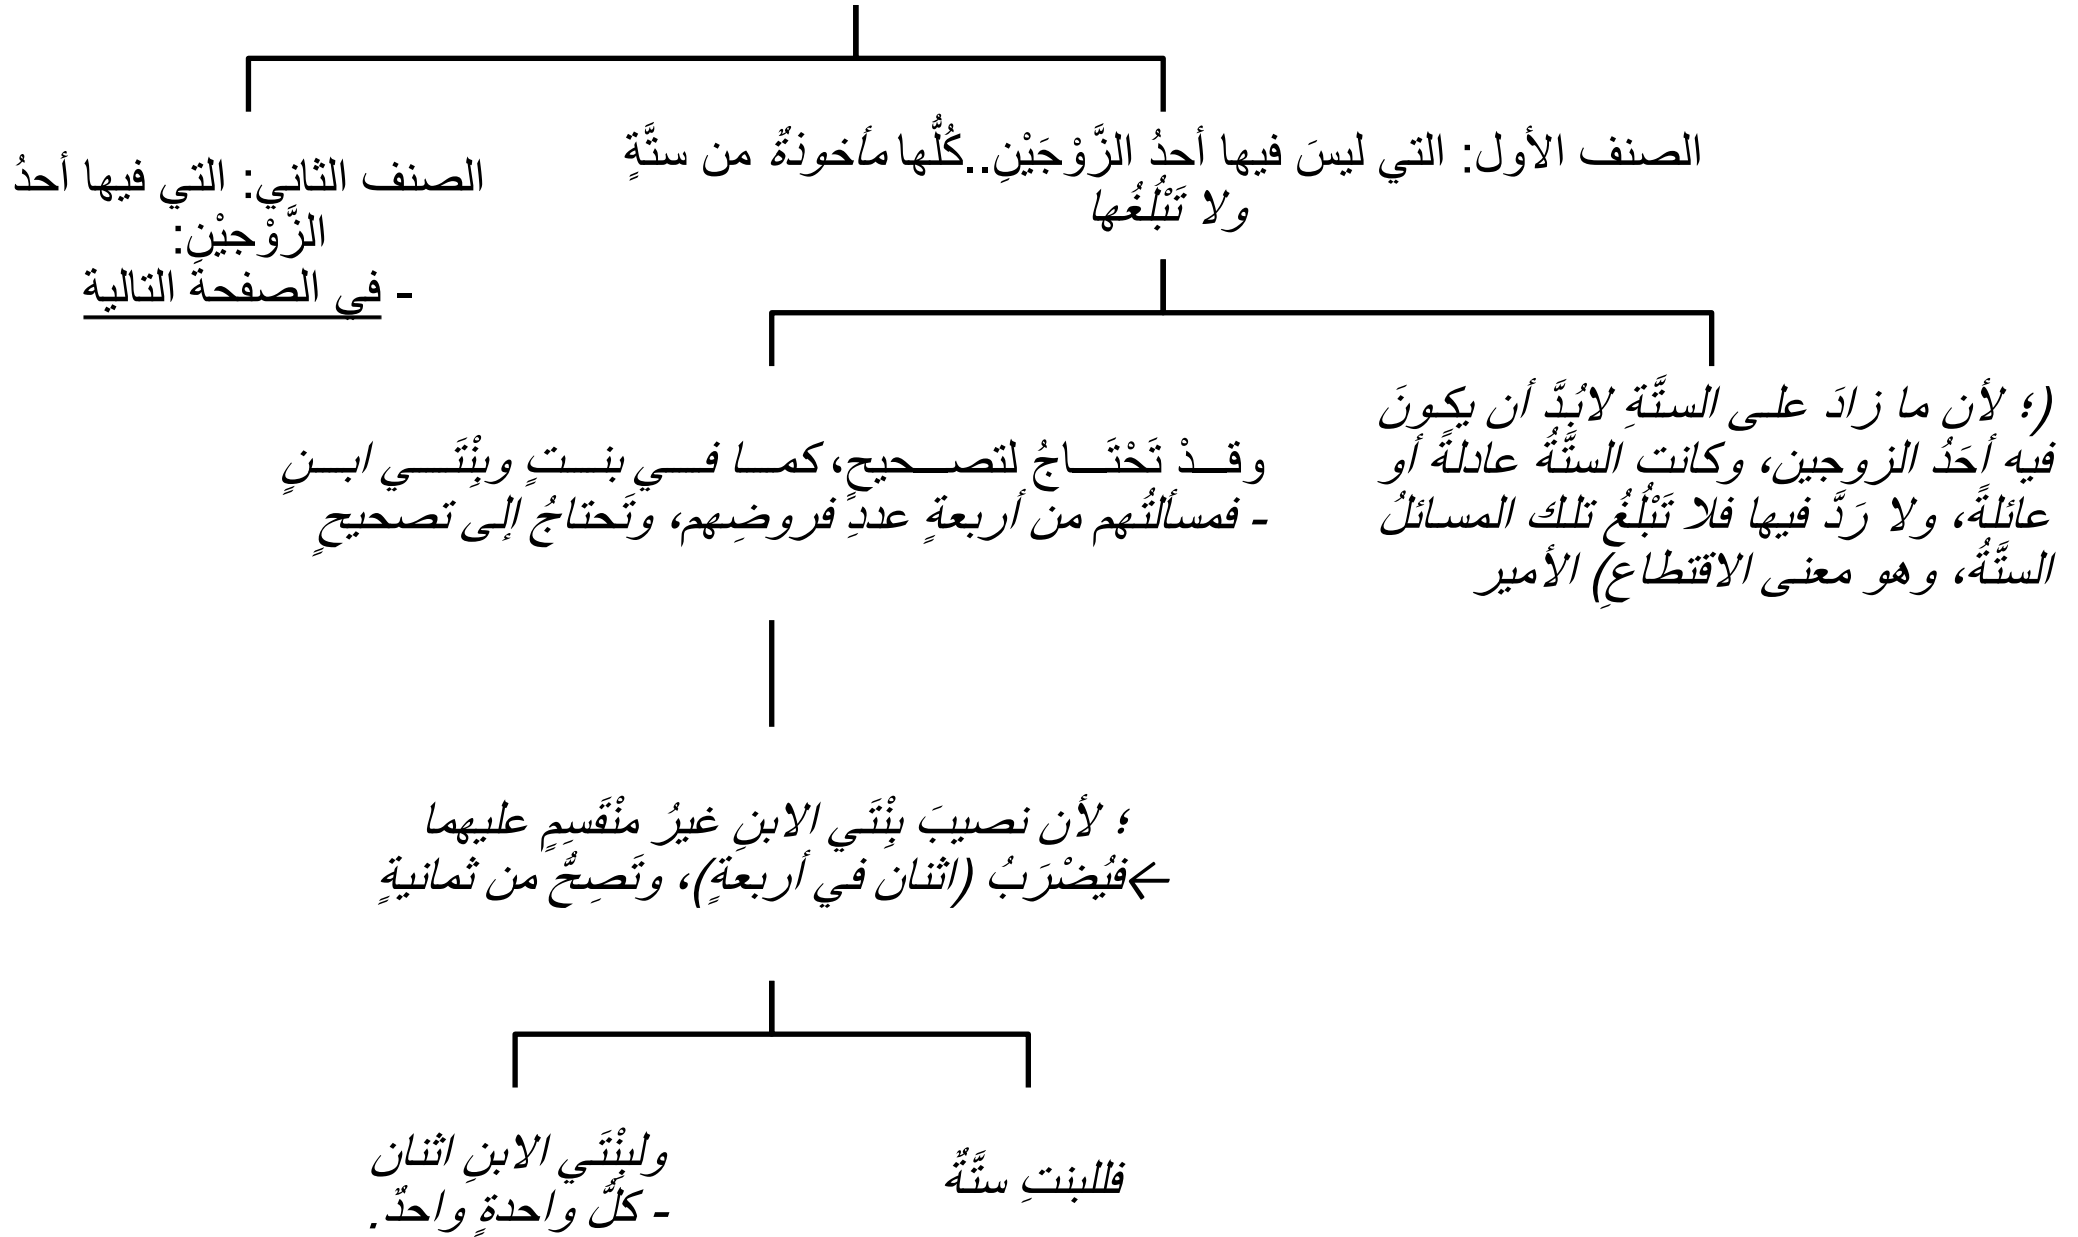 الصنف الأول: التي ليسَ فيها أحدُ الزَّوْجَيْنِ..كُلُّها مأخوذةٌ من ستَّةٍ
ولا تَبْلُغُها
الصنف الثاني: التي فيها أحدُ
الزَّوْجيْنِ:
- في الصفحة التالية
(؛ لأن ما زادَ على الستَّةِ لابُدَّ أن يكونَ
فيه أحَدُ الزوجين، وكانت الستَّةُ عادلةً أو
عائلةً، ولا رَدَّ فيها فلا تَبْلُغُ تلك المسائلُ
الستَّةُ، وهو معنى الاقتطاعِ) الأمير
وقدْ تَحْتَاجُ لتصحيحٍ، كما في بنتٍ وبِنْتَي ابنٍ
- فمسألتُهم من أربعةٍ عددِ فروضِهم، وتَحتاجُ إلى تصحيحٍ
؛ لأن نصيبَ بِنْتَي الابنِ غيرُ منْقَسِمٍ عليهما
←فيُضْرَبُ (اثنان في أربعةٍ)، وتَصِحُّ من ثمانيةٍ
فللبنتِ ستَّةٌ
ولبِنْتَي الابنِ اثنان
- كلُّ واحدةٍ واحدٌ.